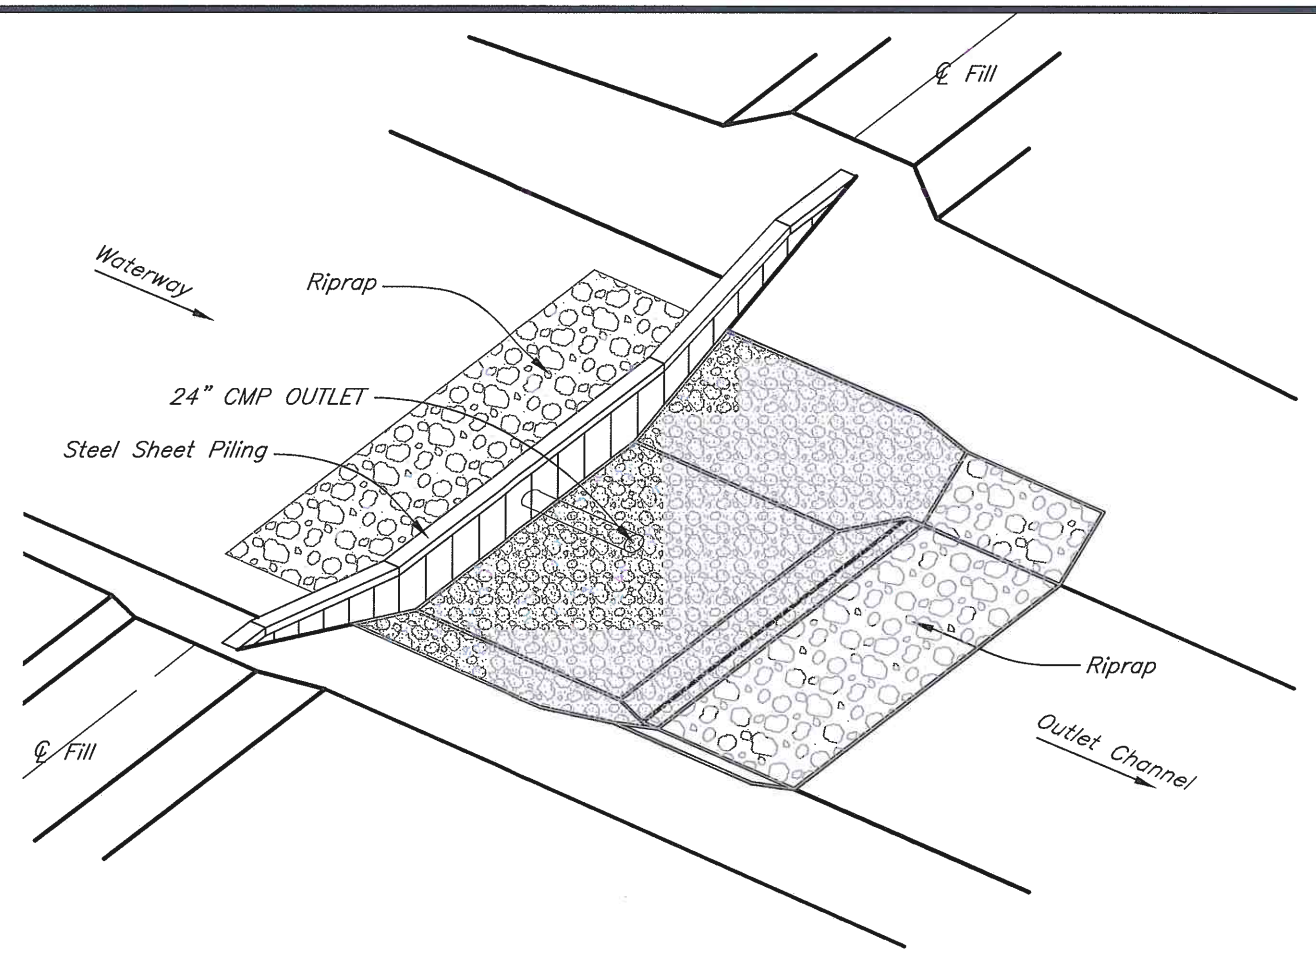 ℄ Fill
Waterway
Riprap
24” CMP OUTLET
Steel Sheet Piling
Riprap
Outlet Channel
℄ Fill